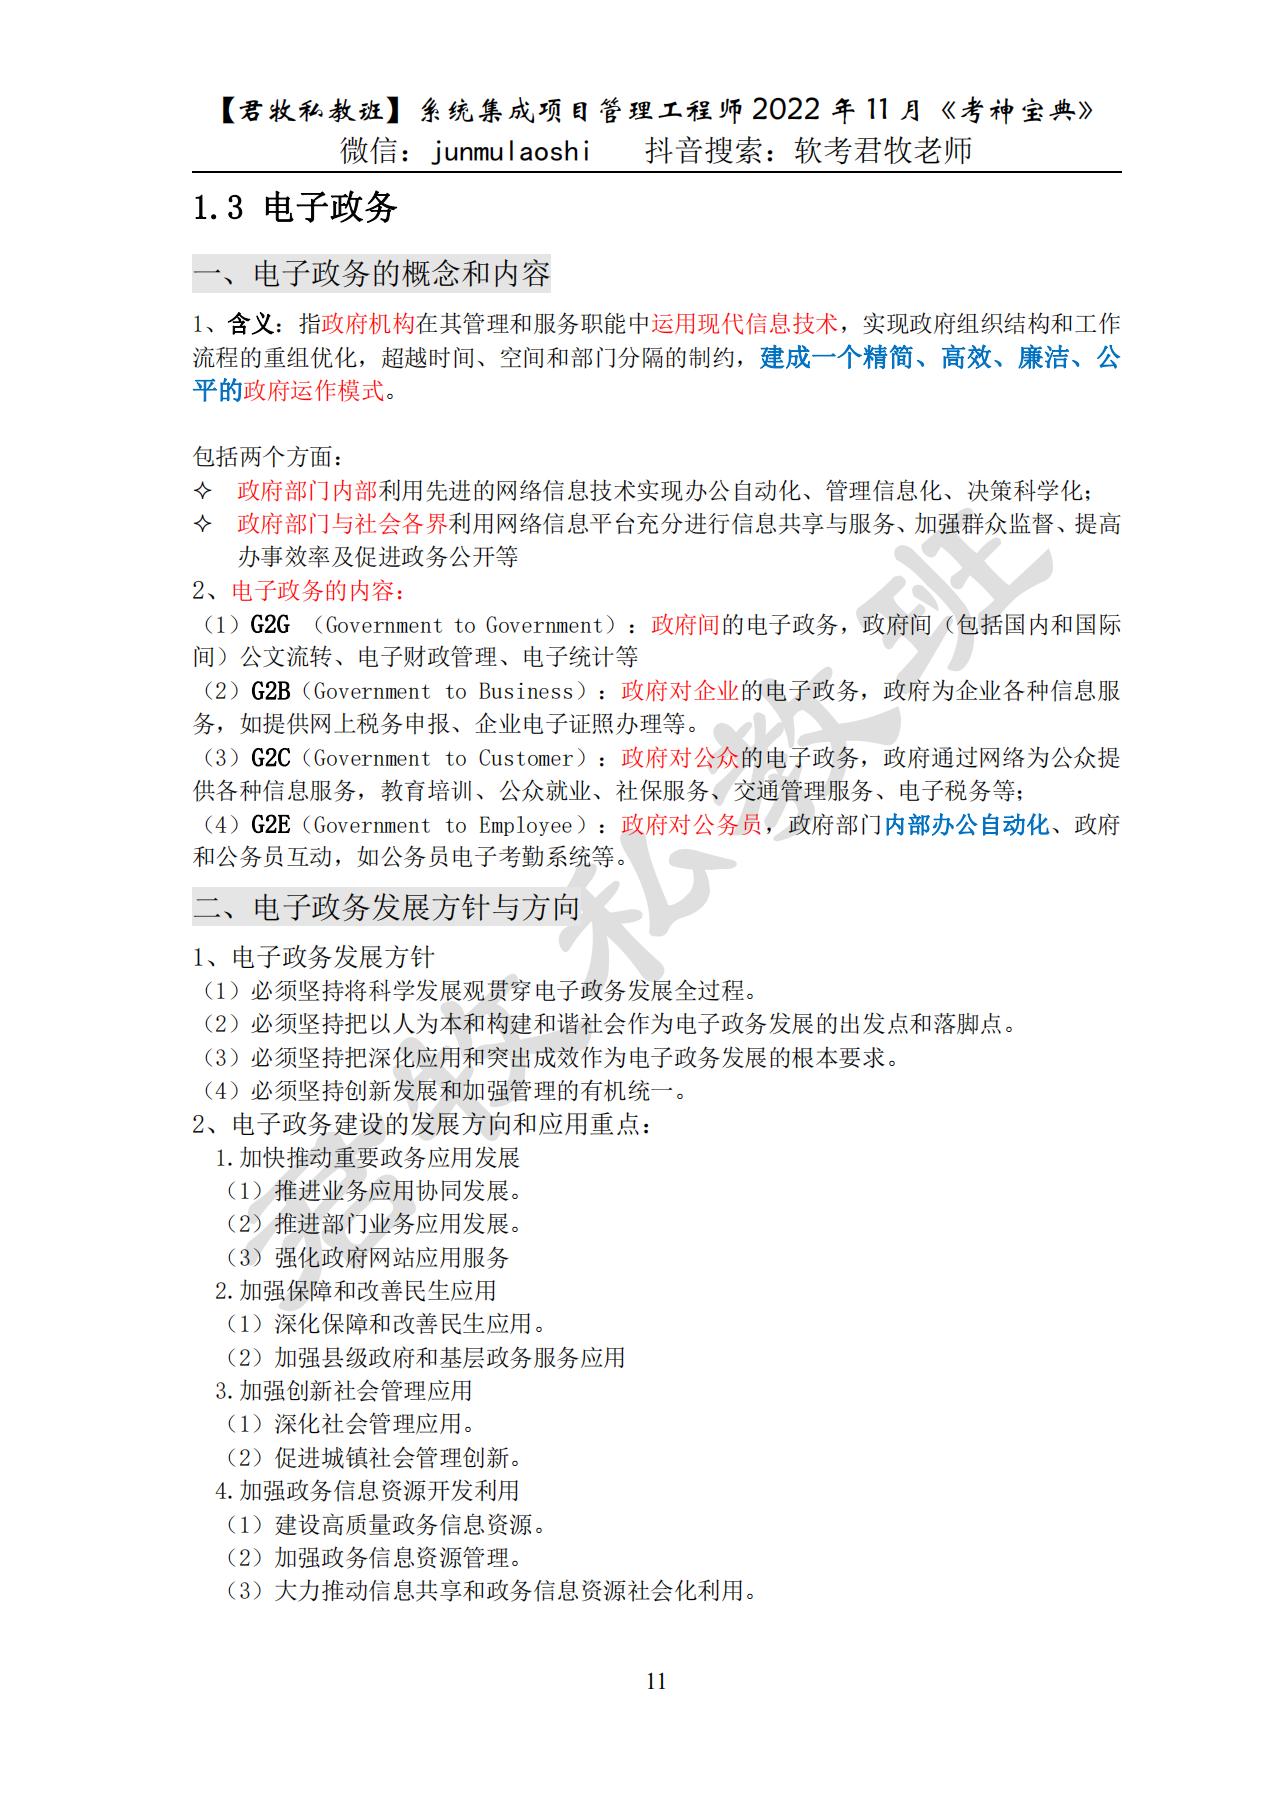 【君牧私教班】系统集成项目管理工程师 2022 年 11 月《考神宝典》
微信：junmulaoshi 抖音搜索：软考君牧老师
1.3 电子政务
一、电子政务的概念和内容
1、含义：指政府机构在其管理和服务职能中运用现代信息技术，实现政府组织结构和工作
流程的重组优化，超越时间、空间和部门分隔的制约，建成一个精简、高效、廉洁、公
平的政府运作模式。
包括两个方面：
✧ 政府部门内部利用先进的网络信息技术实现办公自动化、管理信息化、决策科学化；
✧ 政府部门与社会各界利用网络信息平台充分进行信息共享与服务、加强群众监督、提高
办事效率及促进政务公开等
2、电子政务的内容：
（1）G2G （Government to Government）：政府间的电子政务，政府间（包括国内和国际
间）公文流转、电子财政管理、电子统计等
（2）G2B（Government to Business）：政府对企业的电子政务，政府为企业各种信息服
务，如提供网上税务申报、企业电子证照办理等。
（3）G2C（Government to Customer）：政府对公众的电子政务，政府通过网络为公众提
供各种信息服务，教育培训、公众就业、社保服务、交通管理服务、电子税务等；
（4）G2E（Government to Employee）：政府对公务员，政府部门内部办公自动化、政府
和公务员互动，如公务员电子考勤系统等。
二、电子政务发展方针与方向
1、电子政务发展方针
（1）必须坚持将科学发展观贯穿电子政务发展全过程。
（2）必须坚持把以人为本和构建和谐社会作为电子政务发展的出发点和落脚点。
（3）必须坚持把深化应用和突出成效作为电子政务发展的根本要求。
（4）必须坚持创新发展和加强管理的有机统一。
2、电子政务建设的发展方向和应用重点：
1.加快推动重要政务应用发展
（1）推进业务应用协同发展。
（2）推进部门业务应用发展。
（3）强化政府网站应用服务
2.加强保障和改善民生应用
（1）深化保障和改善民生应用。
（2）加强县级政府和基层政务服务应用
3.加强创新社会管理应用
（1）深化社会管理应用。
（2）促进城镇社会管理创新。
4.加强政务信息资源开发利用
（1）建设高质量政务信息资源。
（2）加强政务信息资源管理。
（3）大力推动信息共享和政务信息资源社会化利用。
君牧私教班
11